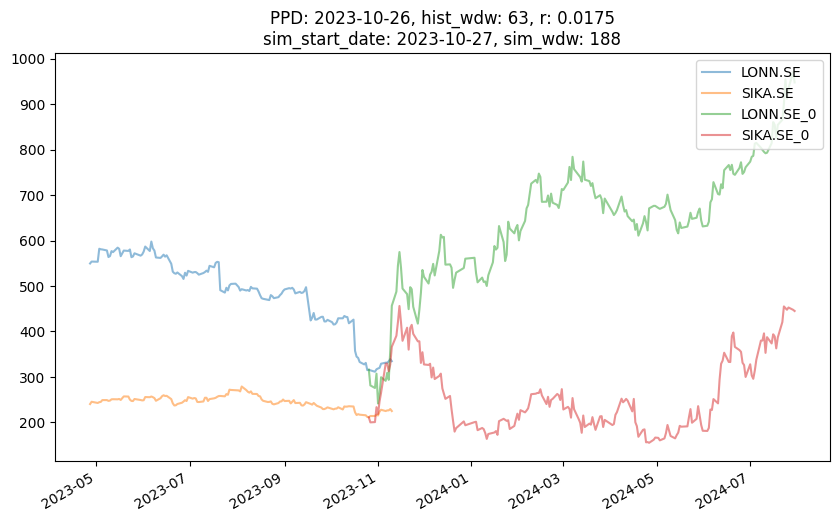 PPD: 2023-10-26, hist_wdw: 63, r: 0.0175
sim_start_date: 2023-10-27, sim_wdw: 188
LONN.SE
SIKA.SE
LONN.SE_0
SIKA.SE_0
1000
900
800
700
600
500
400
300
200
2023-05
2023-07
2023-09
2023-11
2024-01
2024-03
2024-05
2024-07